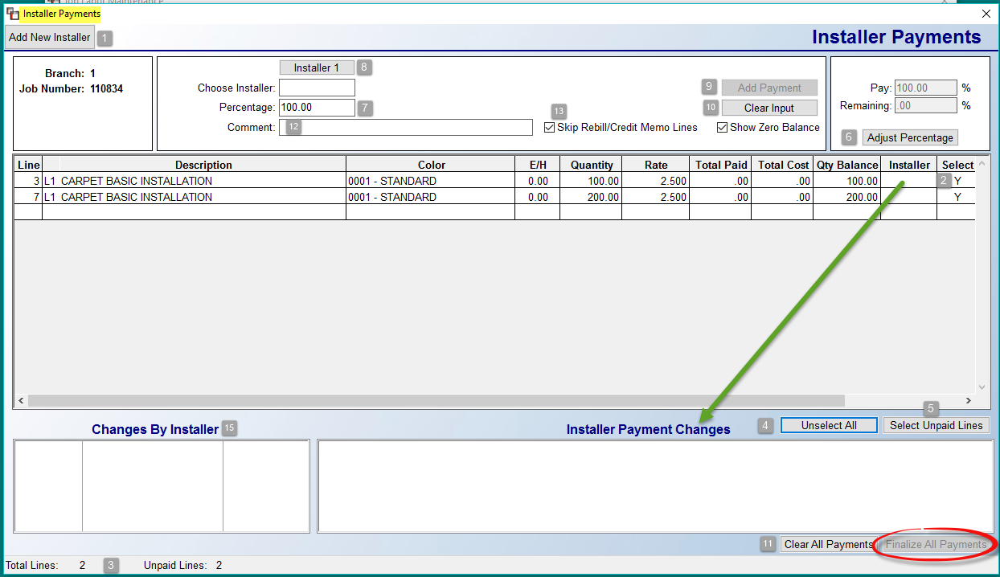 Job Labor Maintenance
Installer Payments
Add New Installer 1
Installer Payments
Branch: 1
Job Number: 110834
Installer 1 8
Choose Installer:
Percentage: 100.00 7
Comment: 12
13
Skip Rebill/Credit Memo Lines
9 Add Payment
10 Clear Input
Show Zero Balance
Pay: 100.00 %
Remaining: .00 %
6 Adjust Percentage
Line Description Color E/H Quantity Rate Total Paid Total Cost Qty Balance Installer Select
3 L1 CARPET BASIC INSTALLATION 0001 - STANDARD 0.00 100.00 2.500 .00 .00 100.00 2 Y
7 L1 CARPET BASIC INSTALLATION 0001 - STANDARD 0.00 200.00 2.500 .00 .00 200.00 Y
Changes By Installer 15
Installer Payment Changes
4 Unselect All
5
Select Unpaid Lines
11 Clear All Payments Finalize All Payments
Total Lines: 2 3 Unpaid Lines: 2